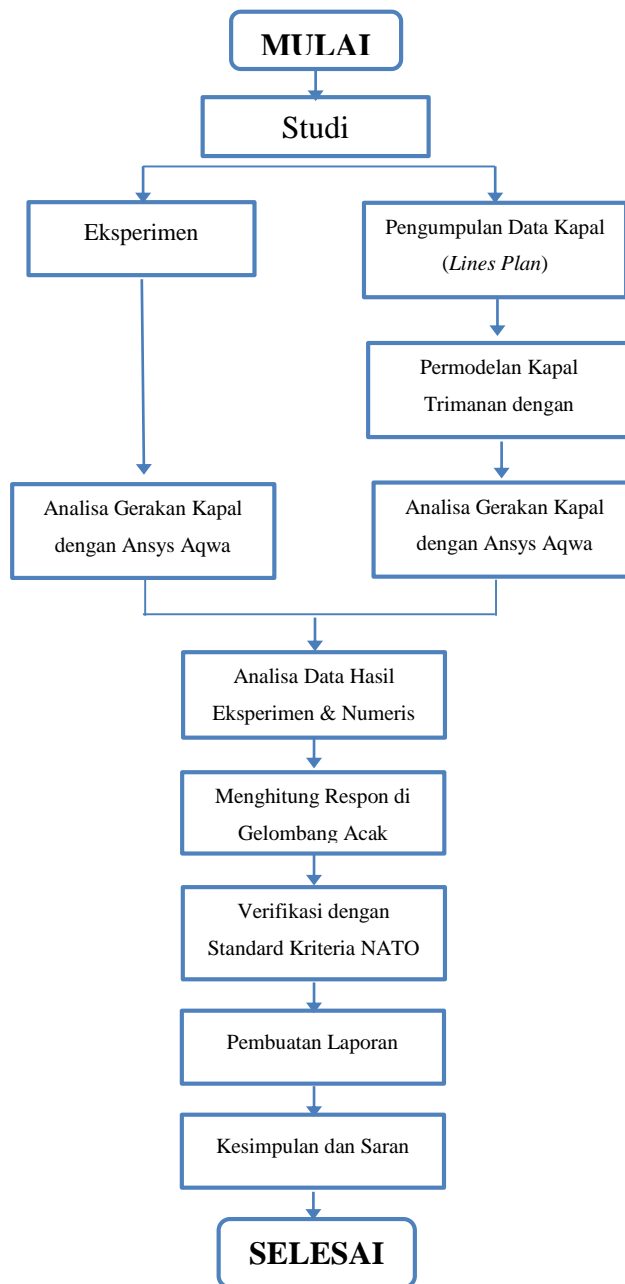 MULAI
Studi
Eksperimen
Pengumpulan Data Kapal
(Lines Plan)
Permodelan Kapal
Trimanan dengan
Analisa Gerakan Kapal
dengan Ansys Aqwa
Analisa Gerakan Kapal
dengan Ansys Aqwa
Analisa Data Hasil
Eksperimen & Numeris
Menghitung Respon di
Gelombang Acak
Verifikasi dengan
Standard Kriteria NATO
Pembuatan Laporan
Kesimpulan dan Saran
SELESAI